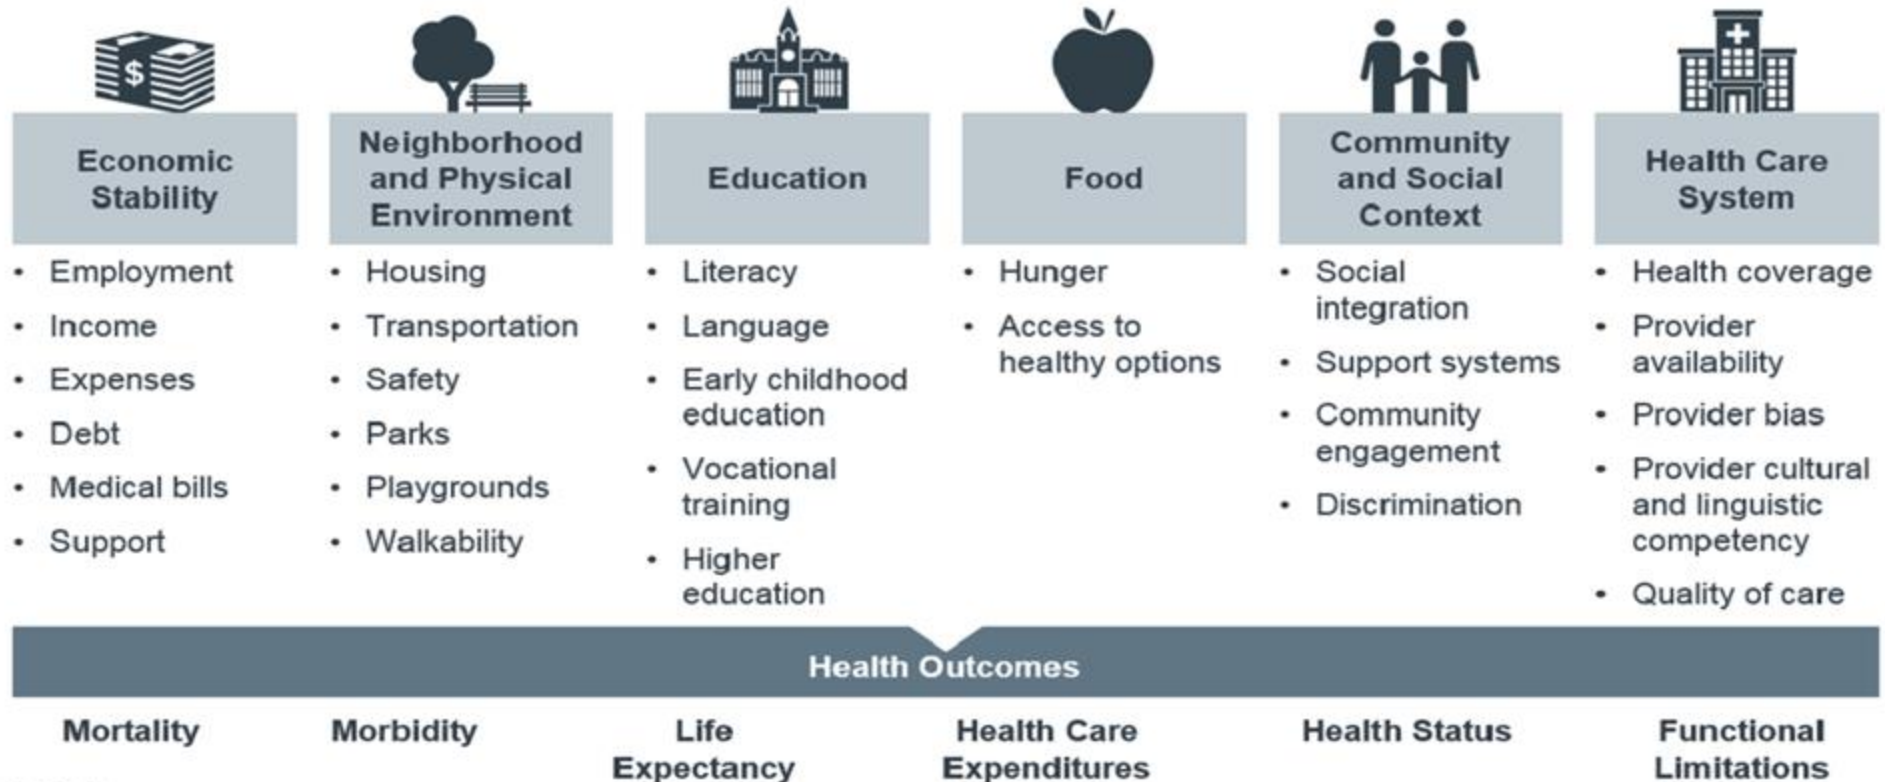 $
Economic
Stability
• Employment
• Income
• Expenses
• Debt
• Medical bills
• Support
Neighborhood
and Physical
Environment
• Housing
• Transportation
• Safety
• Parks
• Playgrounds
• Walkability
Education
• Literacy
• Language
• Early childhood
education
• Vocational
training
• Higher
education
Food
• Hunger
• Access to
healthy options
Community
and Social
Context
• Social
integration
• Support systems
• Community
engagement
• Discrimination
Health Care
System
• Health coverage
• Provider
availability
• Provider bias
• Provider cultural
and linguistic
competency
• Quality of care
Health Outcomes
Mortality
Morbidity
Life
Expectancy
Health Care
Expenditures
Health Status
Functional
Limitations